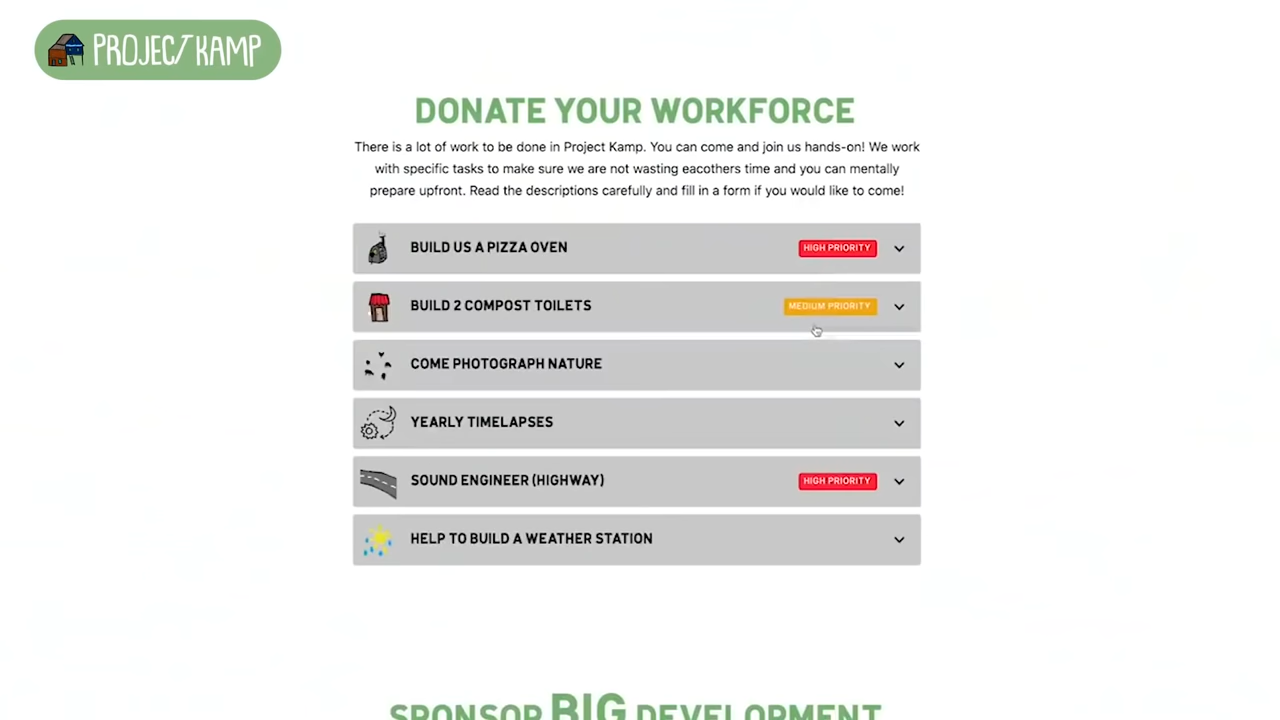 PROJECT KAMP
DONATE YOUR WORKFORCE
There is a lot of work to be done in Project Kamp. You can come and join us hands-on! We work
with specific tasks to make sure we are not wasting eacothers time and you can mentally
prepare upfront. Read the descriptions carefully and fill in a form if you would like to come!
BUILD US A PIZZA OVEN HIGH PRIORITY
BUILD 2 COMPOST TOILETS MEDIUM PRIORITY
COME PHOTOGRAPH NATURE
YEARLY TIMELAPSES
SOUND ENGINEER (HIGHWAY) HIGH PRIORITY
HELP TO BUILD A WEATHER STATION
SPONSOR BIG DEVELOPMENT